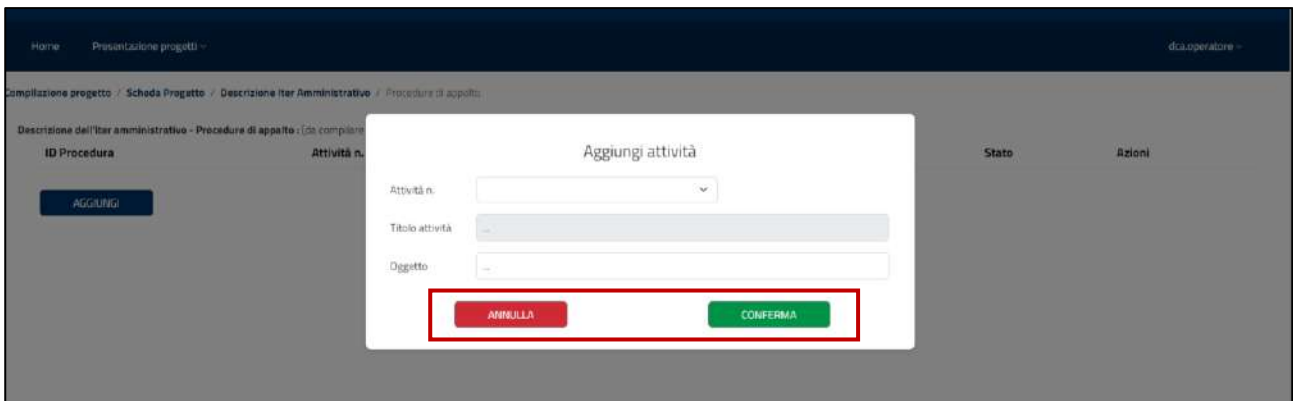 Home Presentazione progetti dca.operatore
Compilazione progetto / Scheda Progetto / Descrizione Iter Amministrativo / Procedure di appalto
Descrizione dell'iter amministrativo - Procedure di appalto : (da compilare
ID Procedura Attività n. Stato Azioni
AGGIUNGI
Aggiungi attività
Attività n.
Titolo attività ...
Oggetto ...
ANNULLA CONFERMA